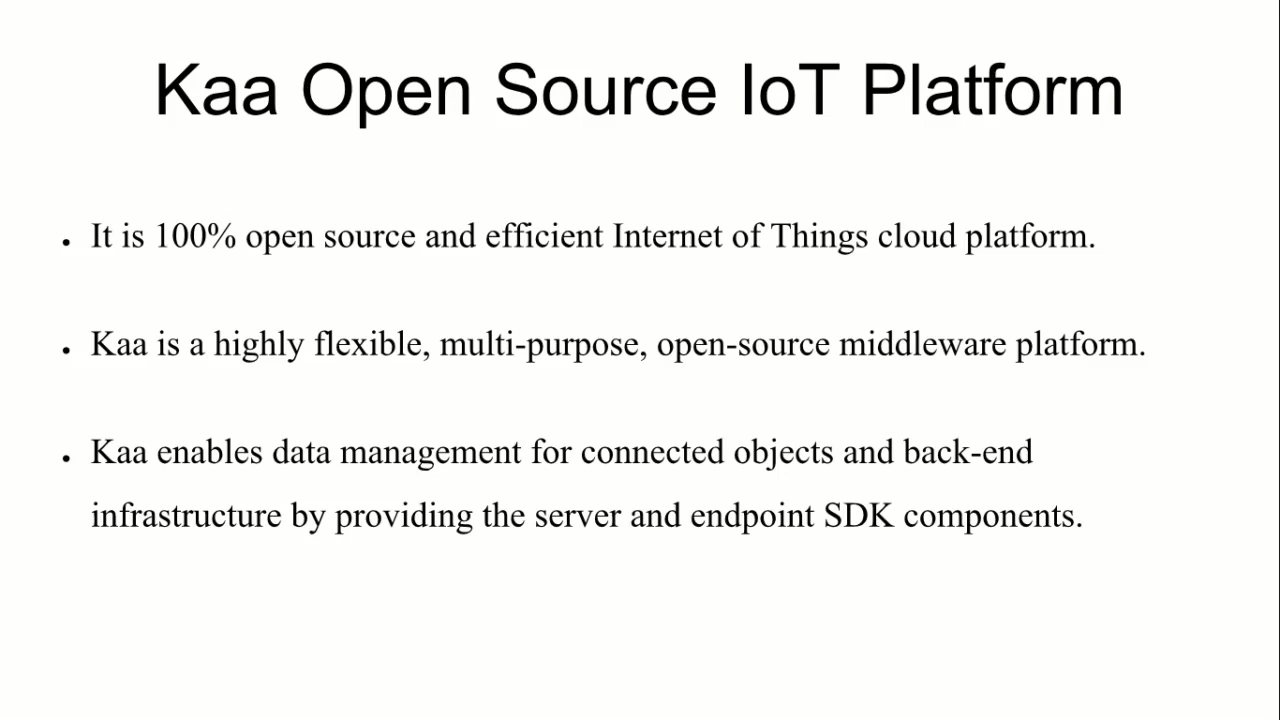 Kaa Open Source IoT Platform
• It is 100% open source and efficient Internet of Things cloud platform.
• Kaa is a highly flexible, multi-purpose, open-source middleware platform.
• Kaa enables data management for connected objects and back-end
infrastructure by providing the server and endpoint SDK components.